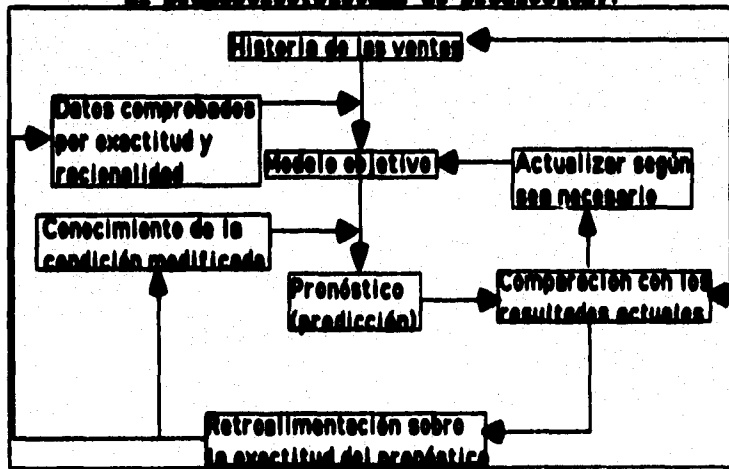 Historia de las ventas
Datos comprobados
por exactitud y
racionalidad
Modelo objetivo
Actualizar según
sea necesario
Conocimiento de la
condición modificada
Pronóstico
(predicción)
Comparación con los
resultados actuales
Retroalimentación sobre
la exactitud del pronóstico